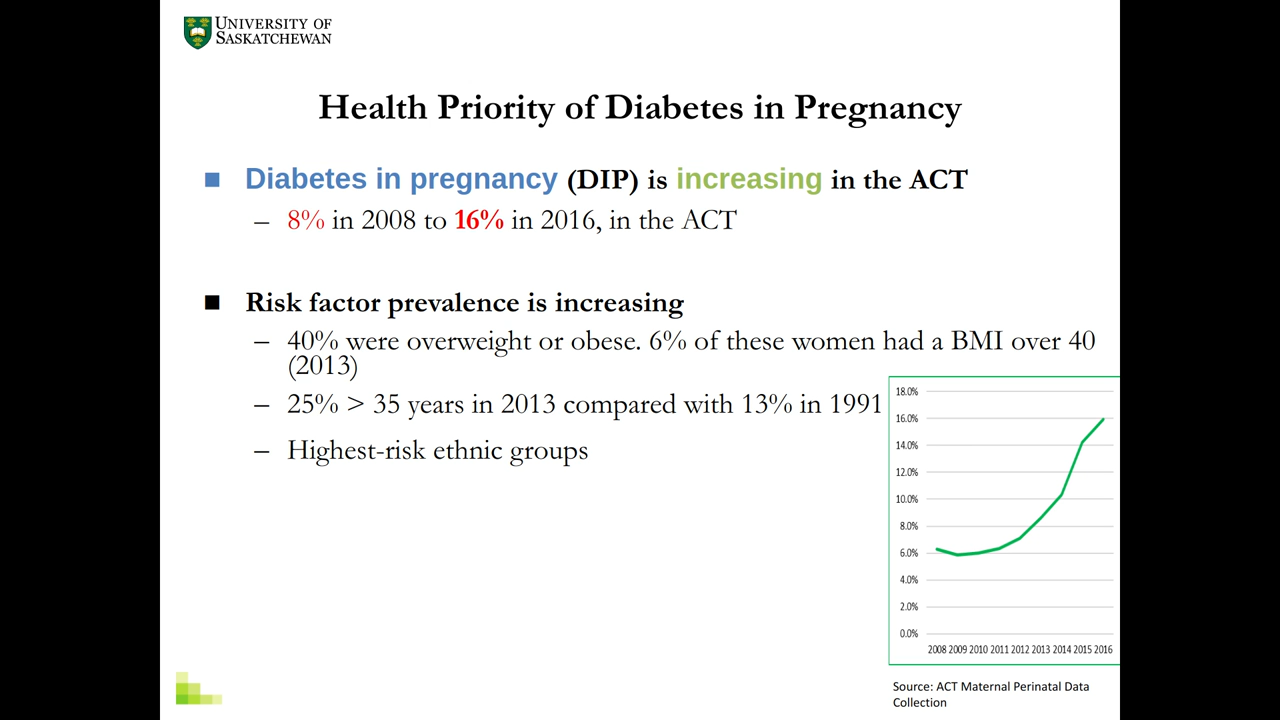 UNIVERSITY OF
SASKATCHEWAN
Health Priority of Diabetes in Pregnancy
■ Diabetes in pregnancy (DIP) is increasing in the ACT
– 8% in 2008 to 16% in 2016, in the ACT
■ Risk factor prevalence is increasing
– 40% were overweight or obese. 6% of these women had a BMI over 40
(2013)
– 25% > 35 years in 2013 compared with 13% in 1991
– Highest-risk ethnic groups
18.0%
16.0%
14.0%
12.0%
10.0%
8.0%
6.0%
4.0%
2.0%
0.0%
2008 2009 2010 2011 2012 2013 2014 2015 2016
Source: ACT Maternal Perinatal Data
Collection